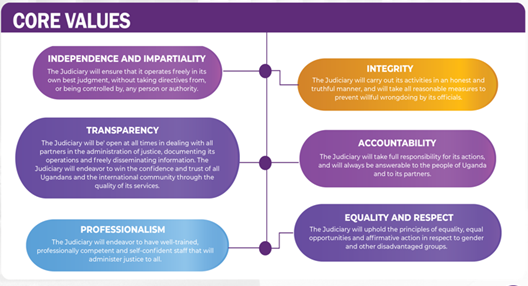 CORE VALUES
INDEPENDENCE AND IMPARTIALITY
The Judiciary will ensure that it operates freely in its
own best judgment, without taking directives from,
or being controlled by, any person or authority.
INTEGRITY
The Judiciary will carry out its activities in an honest and
truthful manner, and will take all reasonable measures to
prevent willful wrongdoing by its officials.
TRANSPARENCY
The Judiciary will be' open at all times in dealing with all
partners in the administration of justice, documenting its
operations and freely disseminating information. The
Judiciary will endeavor to win the confidence and trust of all
Ugandans and the international community through the
quality of its services.
ACCOUNTABILITY
The Judiciary will take full responsibility for its actions,
and will always be answerable to the people of Uganda
and to its partners.
PROFESSIONALISM
The Judiciary will endeavor to have well-trained,
professionally competent and self-confident staff that will
administer justice to all.
EQUALITY AND RESPECT
The Judiciary will uphold the principles of equality, equal
opportunities and affirmative action in respect to gender
and other disadvantaged groups.